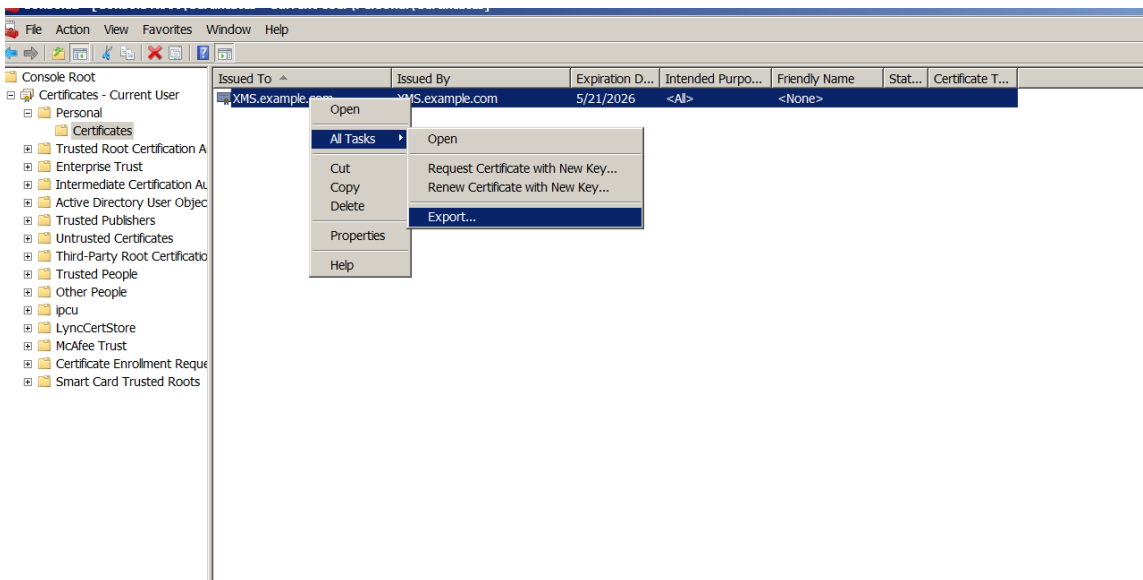 File Action View Favorites Window Help
Console Root
Certificates - Current User
Personal
Certificates
Trusted Root Certification A
Enterprise Trust
Intermediate Certification Au
Active Directory User Objec
Trusted Publishers
Untrusted Certificates
Third-Party Root Certificatio
Trusted People
Other People
ipcu
LyncCertStore
McAfee Trust
Certificate Enrollment Reque
Smart Card Trusted Roots
Issued To Issued By Expiration D... Intended Purpo... Friendly Name Stat... Certificate T...
XMS.example.com XMS.example.com 5/21/2026 <All> <None>
Open
All Tasks
Cut
Copy
Delete
Properties
Help
Open
Request Certificate with New Key...
Renew Certificate with New Key...
Export...